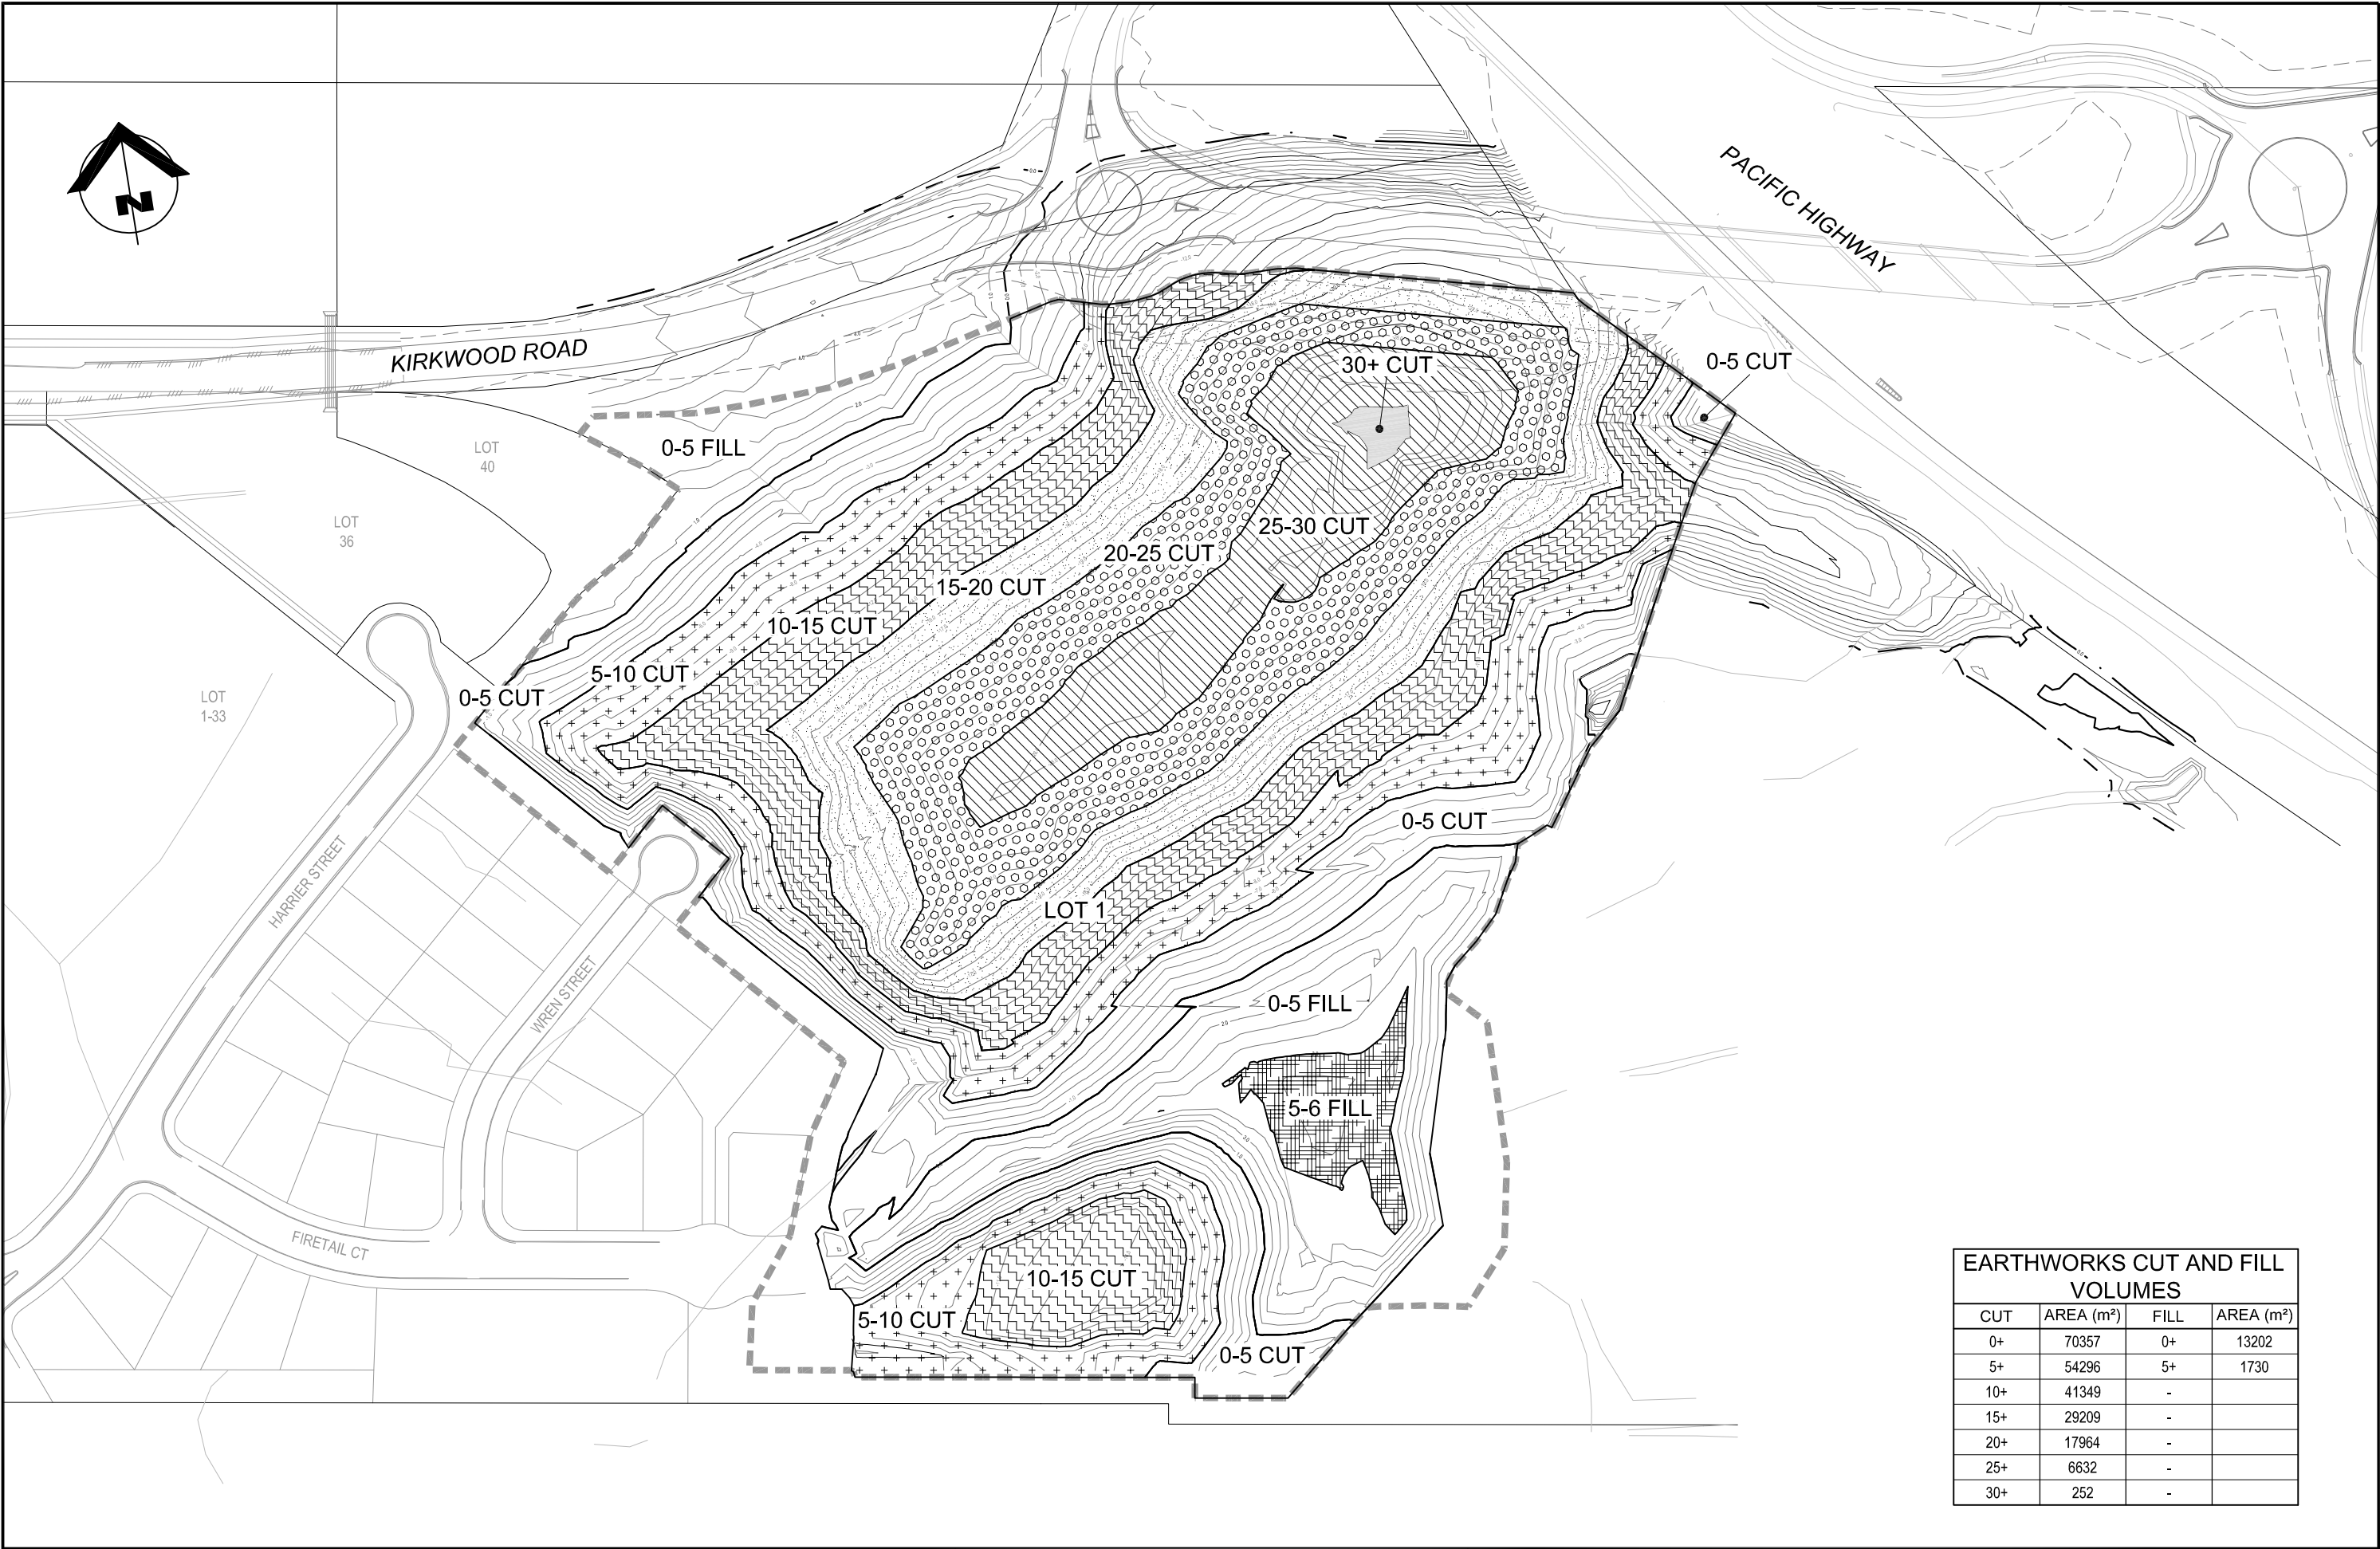 N
PACIFIC HIGHWAY
KIRKWOOD ROAD
0-5 CUT
30+ CUT
0-5 FILL
LOT
40
LOT
36
25-30 CUT
20-25 CUT
15-20 CUT
10-15 CUT
5-10 CUT
0-5 CUT
LOT
1-33
0-5 CUT
HARRIER STREET
LOT 1
WREN STREET
0-5 FILL
5-6 FILL
FIRETAIL CT
10-15 CUT
5-10 CUT
0-5 CUT
EARTHWORKS CUT AND FILL
VOLUMES
CUT AREA (m²) FILL AREA (m²)
0+ 70357 0+ 13202
5+ 54296 5+ 1730
10+ 41349 -
15+ 29209 -
20+ 17964 -
25+ 6632 -
30+ 252 -